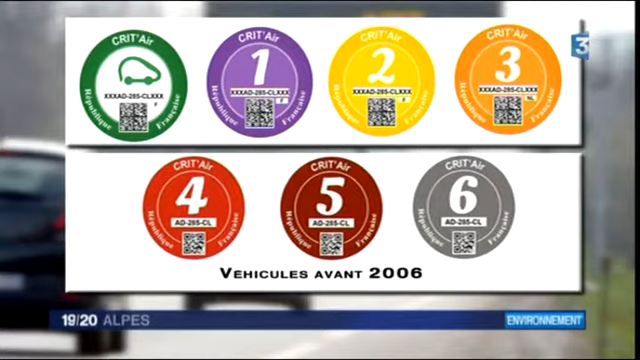 CRIT'Air
XXXAD-285-CLXXX
F
République Française
CRIT'Air
1
XXXAD-285-CLXXX
F
République Française
CRIT'Air
2
XXXAD-285-CLXXX
F
République Française
CRIT'Air
3
XXXAD-285-CLXXX
NL
République Française
3
CRIT'Air
4
AD-285-CL
République Française
CRIT'Air
5
AD-285-CL
République Française
CRIT'Air
6
AD-285-CL
République Française
VÉHICULES AVANT 2006
19/20 ALPES
ENVIRONNEMENT